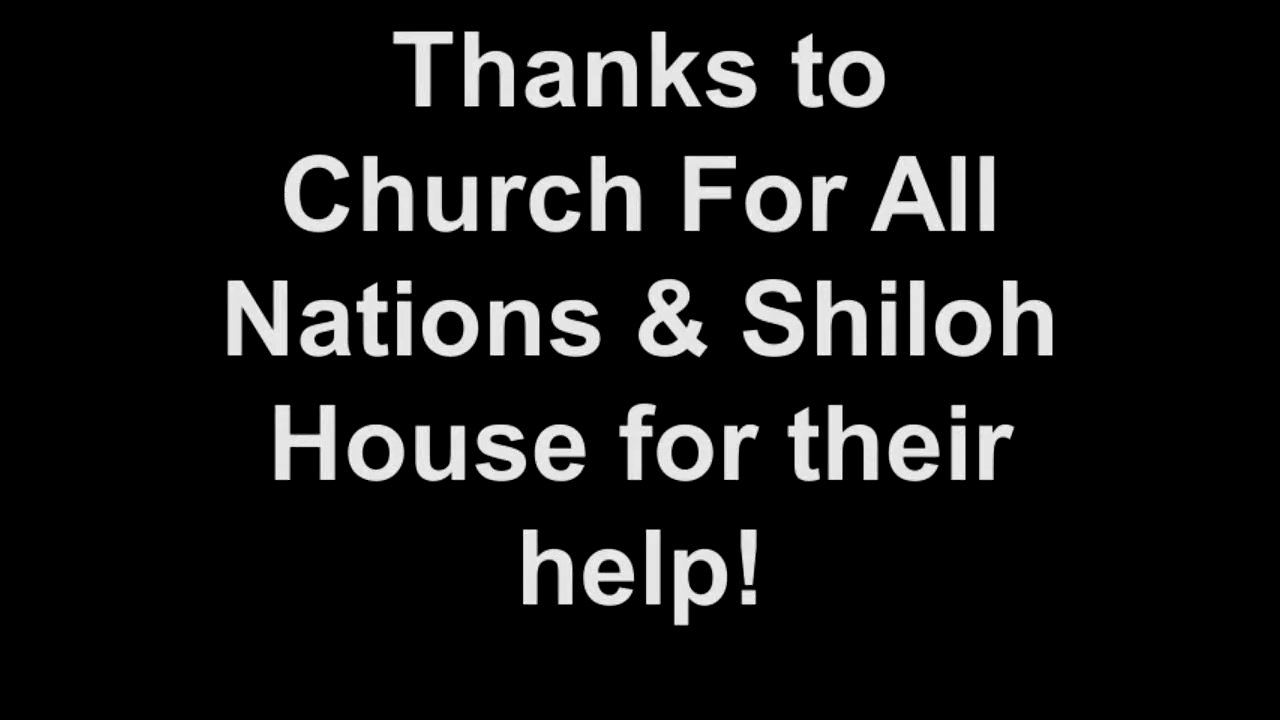 Thanks to
Church For All
Nations & Shiloh
House for their
help!